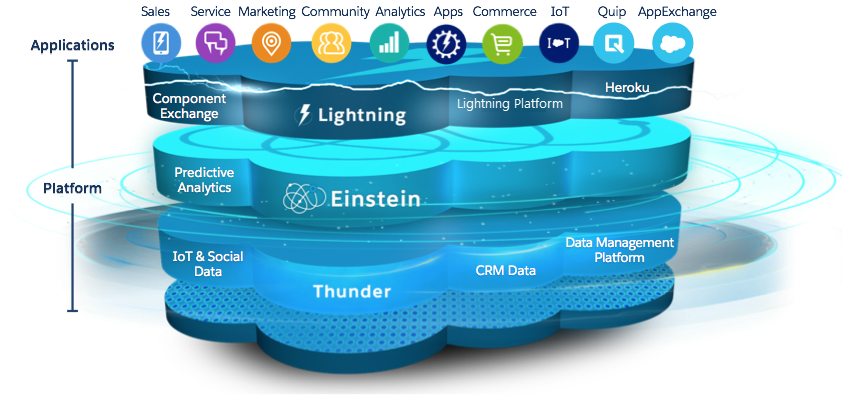 Sales
Service
Marketing
Community
Analytics
Apps
Commerce
IoT
Quip
AppExchange
Applications
I T
Component
Exchange
Lightning
Lightning Platform
Heroku
Platform
Predictive
Analytics
Einstein
IoT & Social
Data
Thunder
CRM Data
Data Management
Platform